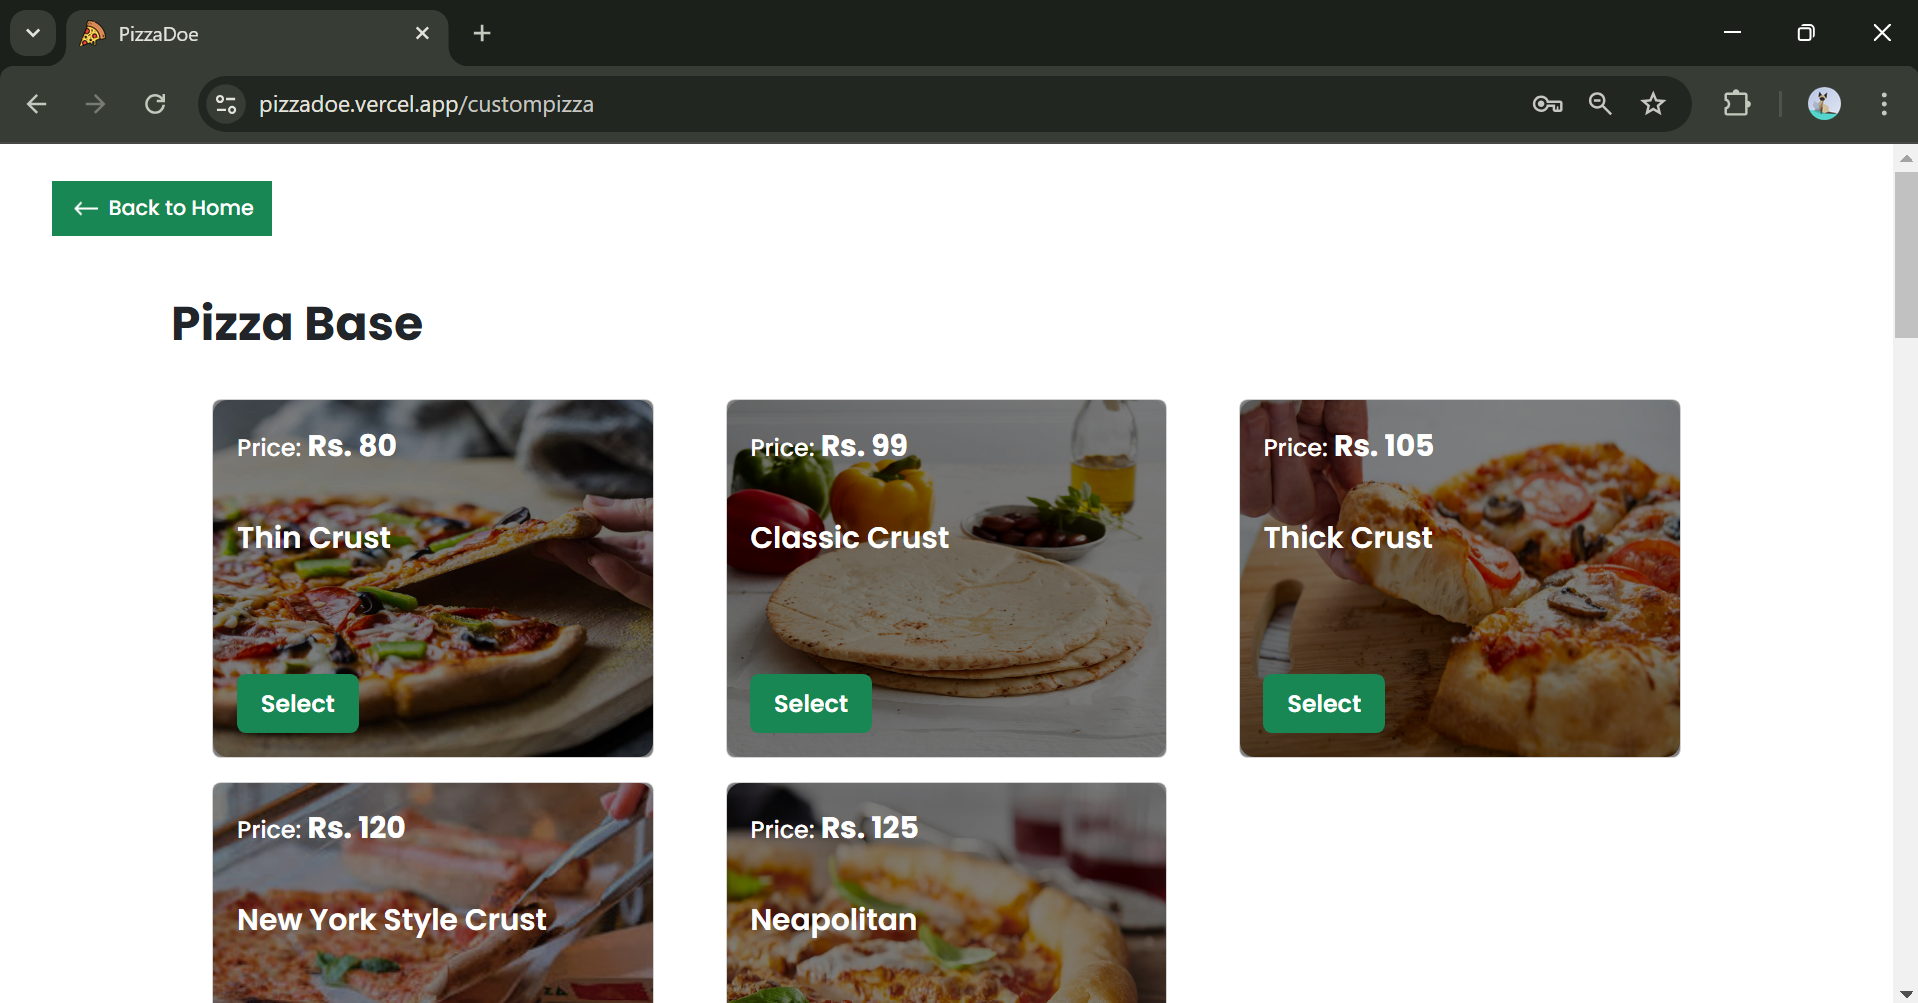 PizzaDoe
pizzadoe.vercel.app/custompizza
← Back to Home
Pizza Base
Price: Rs. 80
Thin Crust
Select
Price: Rs. 99
Classic Crust
Select
Price: Rs. 105
Thick Crust
Select
Price: Rs. 120
New York Style Crust
Price: Rs. 125
Neapolitan